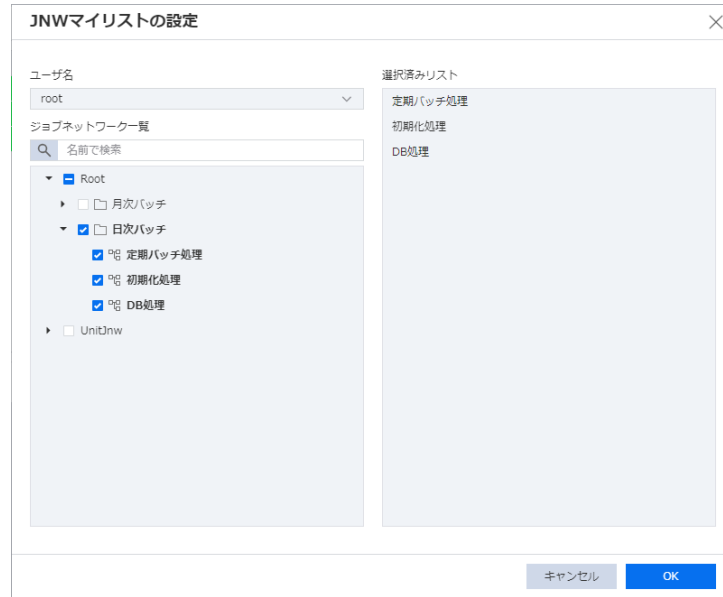 JNWマイリストの設定
ユーザ名
root
ジョブネットワーク一覧
名前で検索
Root
月次バッチ
日次バッチ
定期バッチ処理
初期化処理
DB処理
UnitJnw
選択済みリスト
定期バッチ処理
初期化処理
DB処理
キャンセル
OK